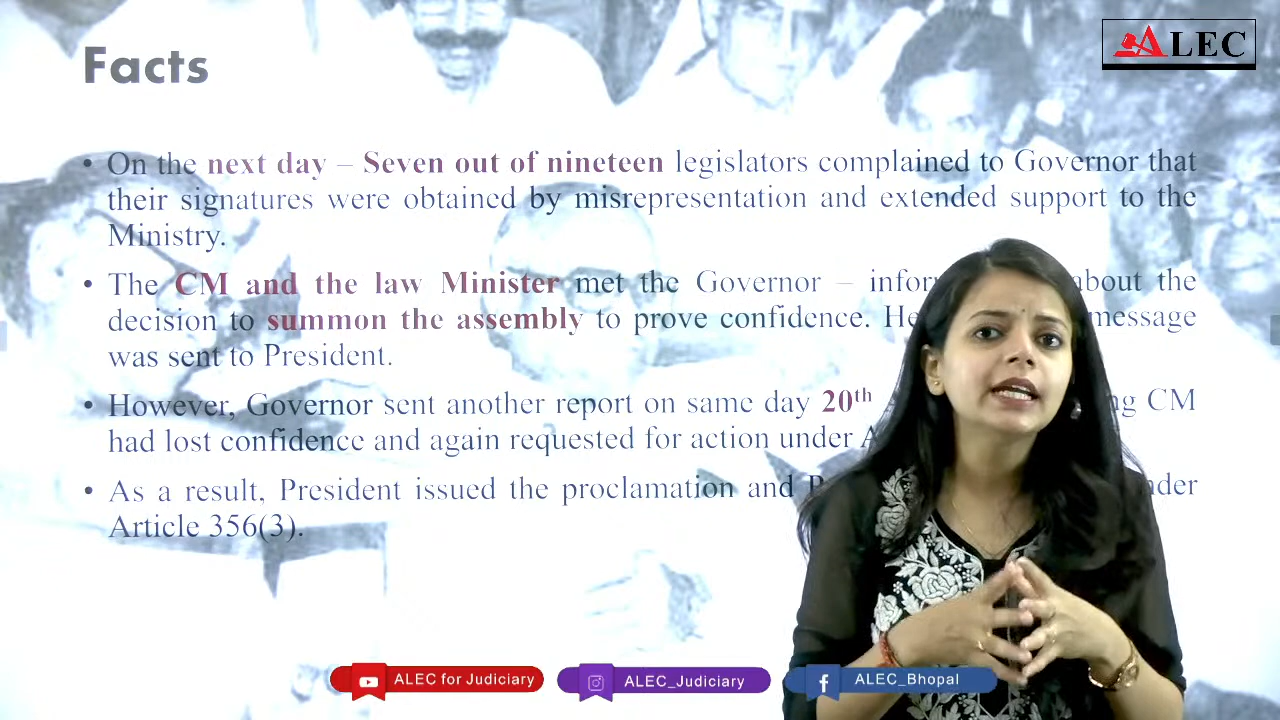 Facts
ALEC
• On the next day – Seven out of nineteen legislators complained to Governor that
their signatures were obtained by misrepresentation and extended support to the
Ministry.
• The CM and the law Minister met the Governor – about the
decision to summon the assembly to prove confidence. message
was sent to President.
• However, Governor sent another report on same day 20th CM
had lost confidence and again requested for action under
• As a result, President issued the proclamation and
Article 356(3).
ALEC for Judiciary
ALEC_Judiciary
ALEC_Bhopal